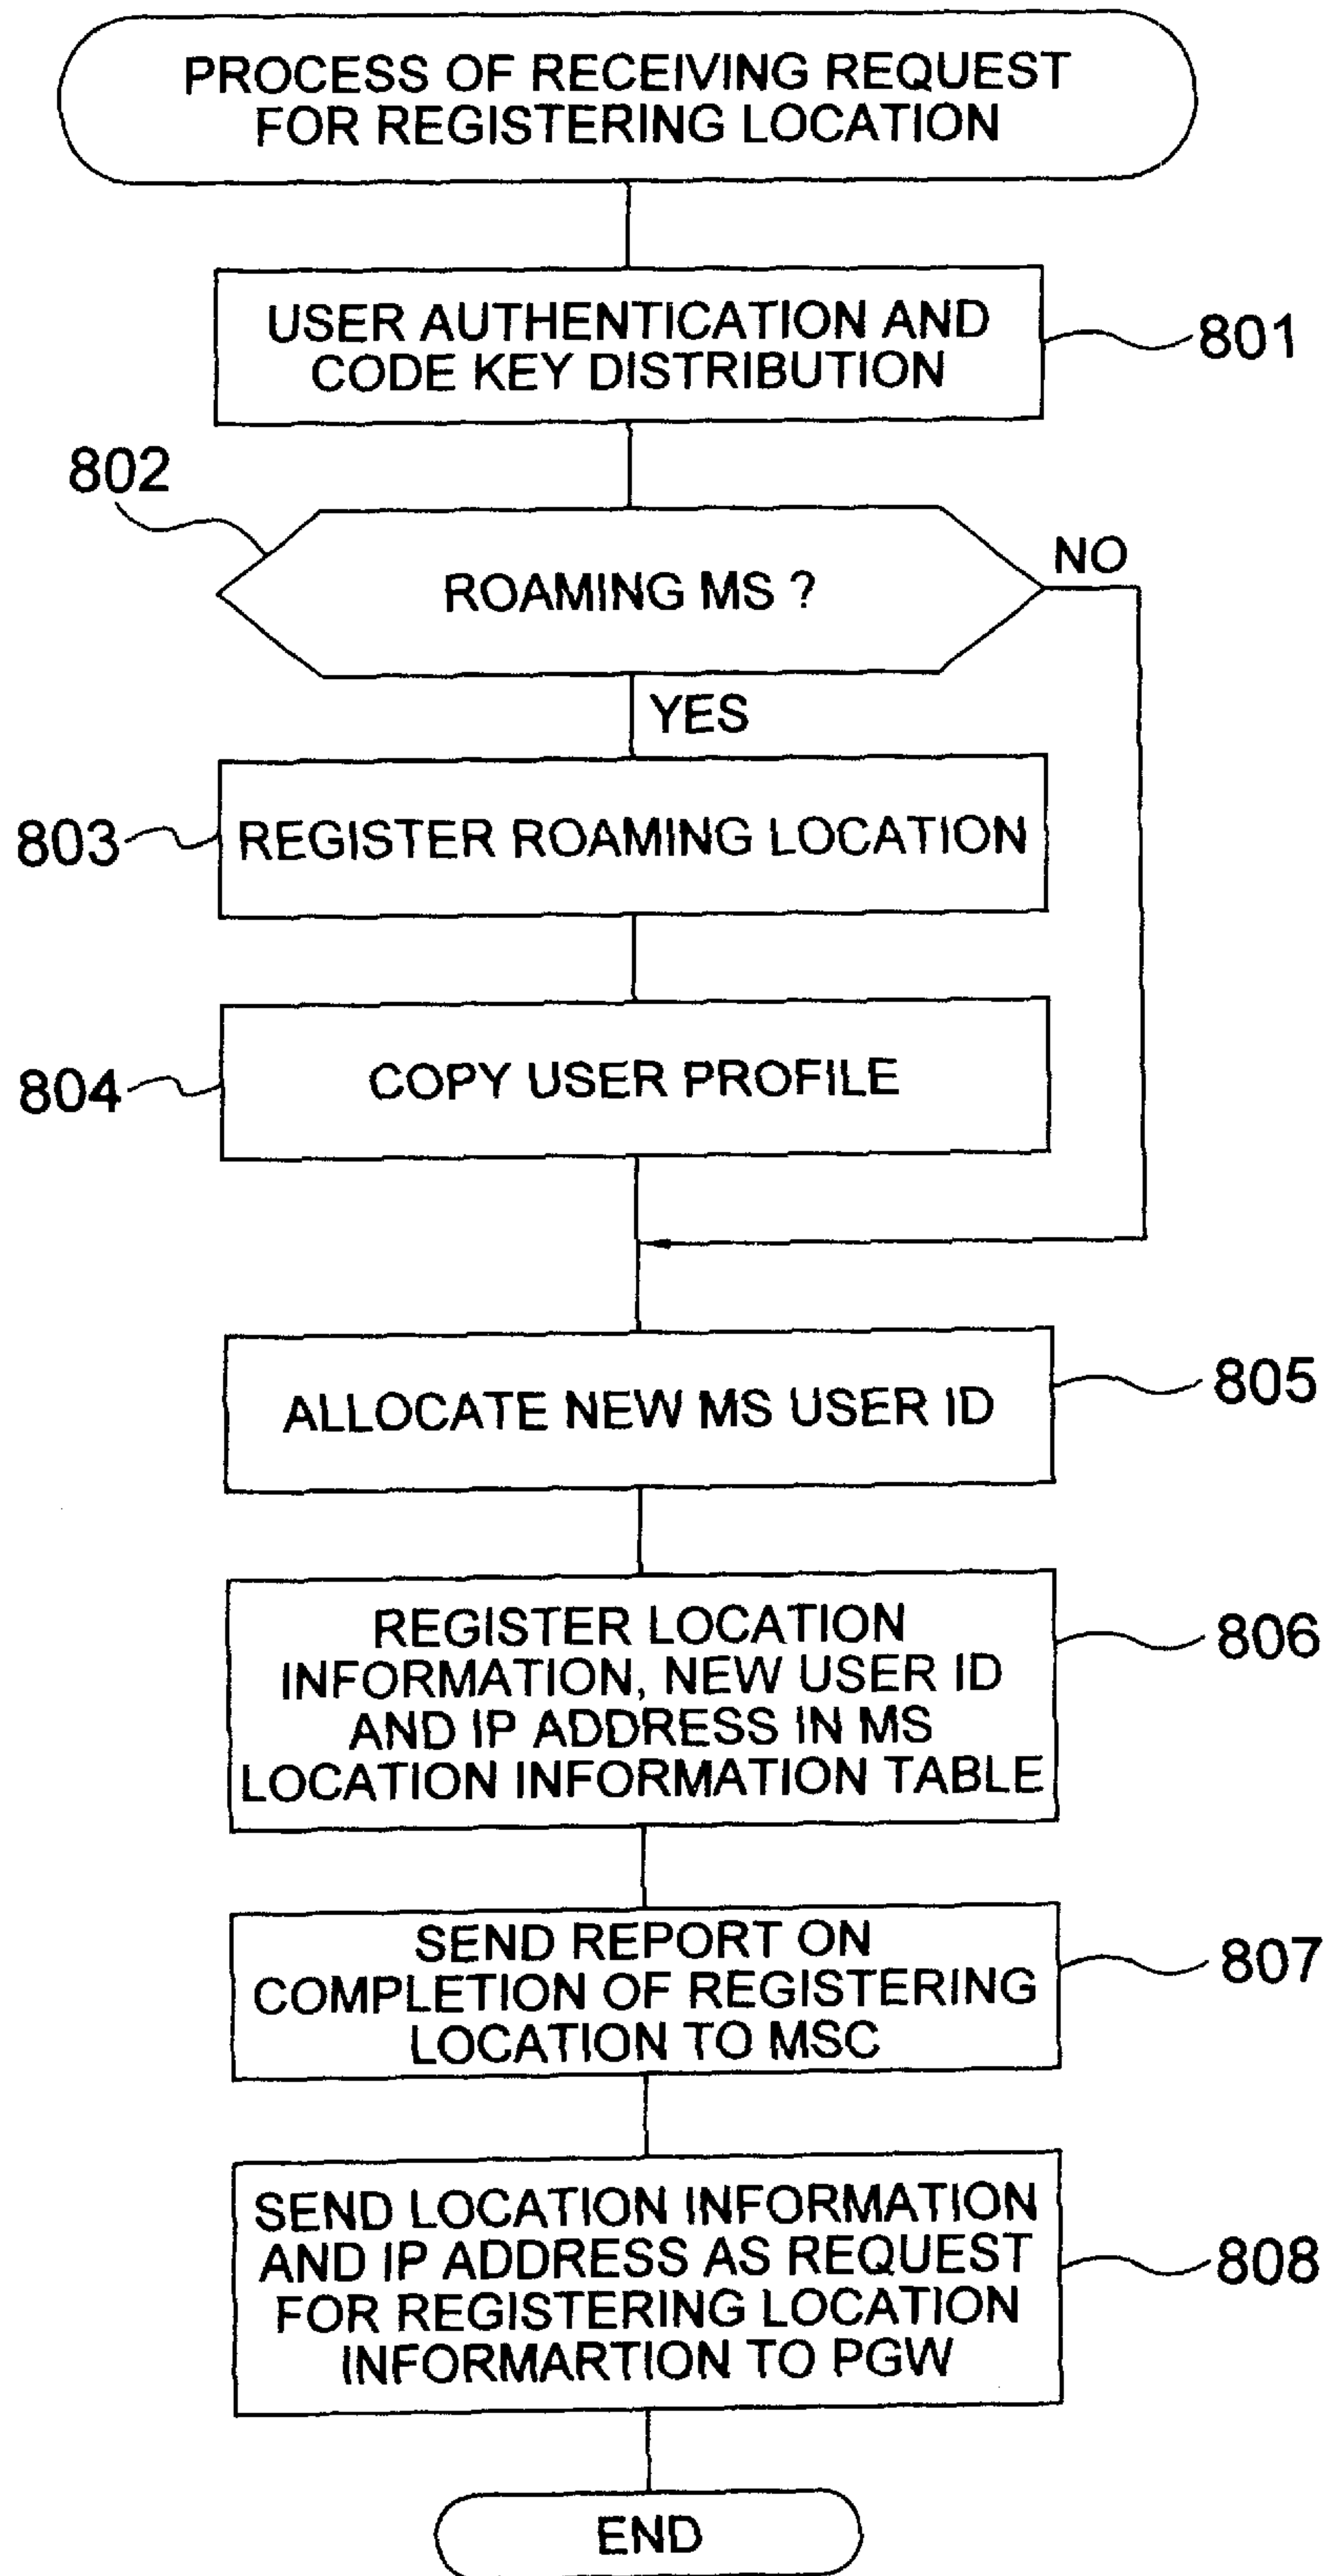 PROCESS OF RECEIVING REQUEST
FOR REGISTERING LOCATION
USER AUTHENTICATION AND
CODE KEY DISTRIBUTION
801
802
ROAMING MS ?
NO
YES
803
REGISTER ROAMING LOCATION
804
COPY USER PROFILE
ALLOCATE NEW MS USER ID
805
REGISTER LOCATION
INFORMATION, NEW USER ID
AND IP ADDRESS IN MS
LOCATION INFORMATION TABLE
806
SEND REPORT ON
COMPLETION OF REGISTERING
LOCATION TO MSC
807
SEND LOCATION INFORMATION
AND IP ADDRESS AS REQUEST
FOR REGISTERING LOCATION
INFORMARTION TO PGW
808
END